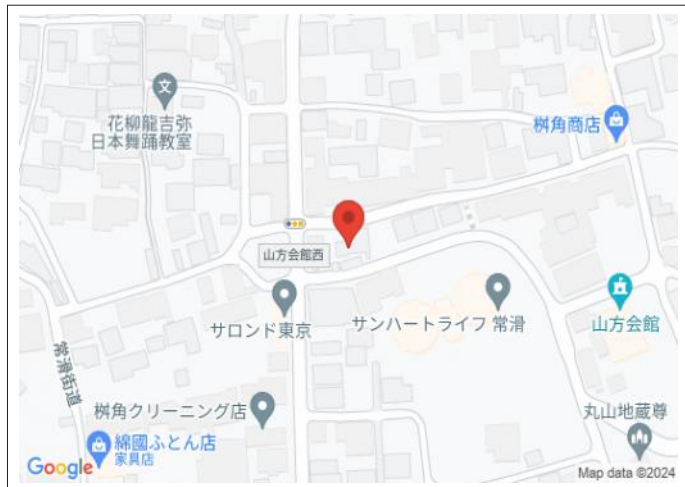 文
花柳龍吉弥
日本舞踊教室
桝角商店
山方会館西
サロンド東京
サンハートライフ 常滑
山方会館
常滑街道
桝角クリーニング店
丸山地蔵尊
綿國ふとん店
家具店
Google
Map data ©2024